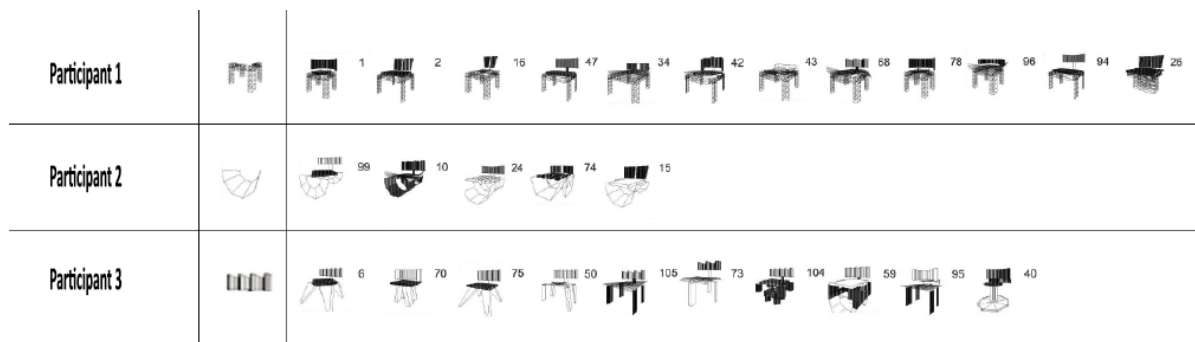 Participant 1 1 2 16 47 34 42 43 68 78 96 94 26
Participant 2 99 10 24 74 15
Participant 3 6 70 75 50 105 73 104 59 95 40